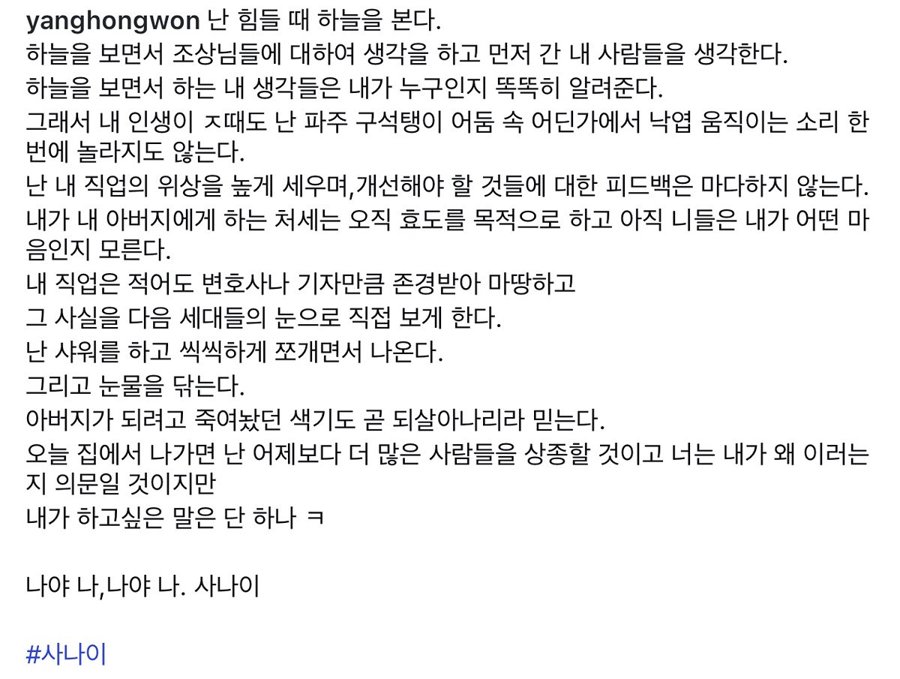 yanghongwon 난 힘들 때 하늘을 본다.
하늘을 보면서 조상님들에 대하여 생각을 하고 먼저 간 내 사람들을 생각한다.
하늘을 보면서 하는 내 생각들은 내가 누구인지 똑똑히 알려준다.
그래서 내 인생이 ㅈ때도 난 파주 구석탱이 어둠 속 어딘가에서 낙엽 움직이는 소리 한
번에 놀라지도 않는다.
난 내 직업의 위상을 높게 세우며,개선해야 할 것들에 대한 피드백은 마다하지 않는다.
내가 내 아버지에게 하는 처세는 오직 효도를 목적으로 하고 아직 니들은 내가 어떤 마
음인지 모른다.
내 직업은 적어도 변호사나 기자만큼 존경받아 마땅하고
그 사실을 다음 세대들의 눈으로 직접 보게 한다.
난 샤워를 하고 씩씩하게 쪼개면서 나온다.
그리고 눈물을 닦는다.
아버지가 되려고 죽여놨던 색기도 곧 되살아나리라 믿는다.
오늘 집에서 나가면 난 어제보다 더 많은 사람들을 상종할 것이고 너는 내가 왜 이러는
지 의문일 것이지만
내가 하고싶은 말은 단 하나 ㅋ
나야 나,나야 나. 사나이
#사나이